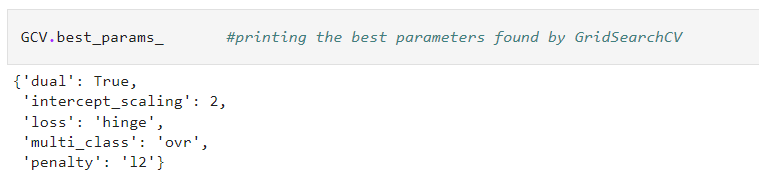 GCV.best_params_ #printing the best parameters found by GridSearchCV
{'dual': True,
'intercept_scaling': 2,
'loss': 'hinge',
'multi_class': 'ovr',
'penalty': 'l2'}